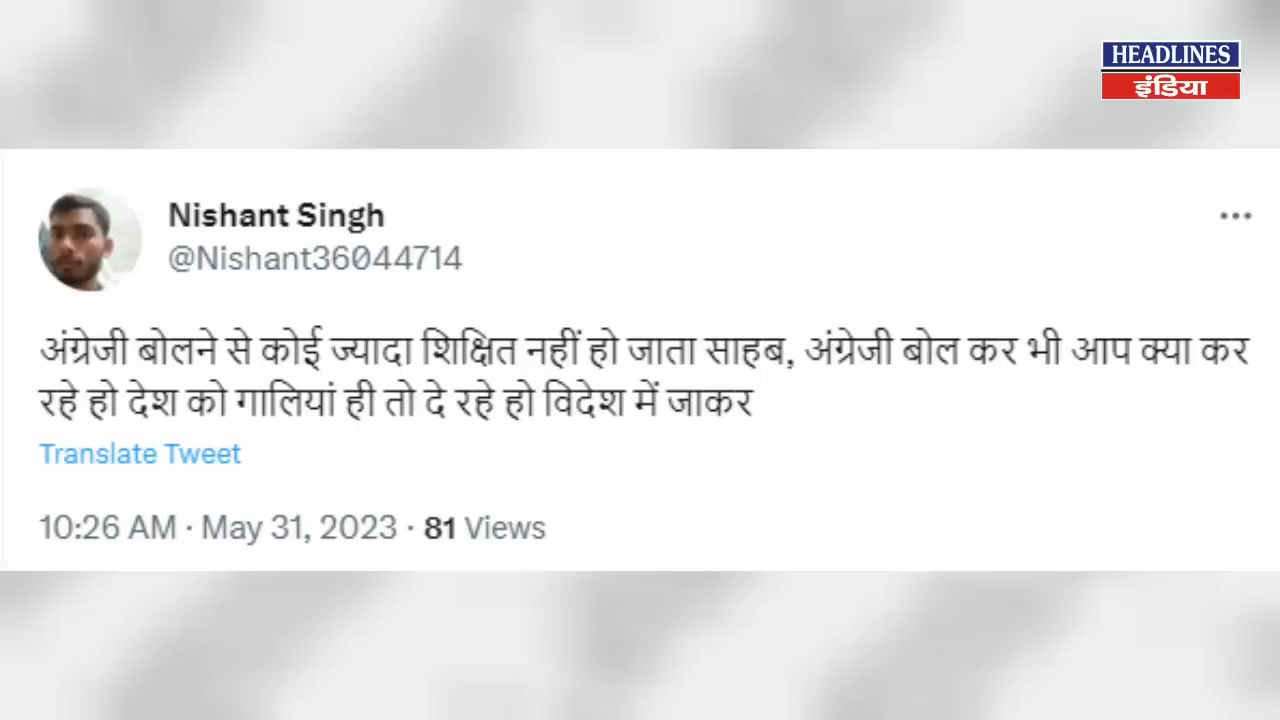 HEADLINES
इंडिया
Nishant Singh
@Nishant36044714
अंग्रेजी बोलने से कोई ज्यादा शिक्षित नहीं हो जाता साहब, अंग्रेजी बोल कर भी आप क्या कर
रहे हो देश को गालियां ही तो दे रहे हो विदेश में जाकर
Translate Tweet
10:26 AM · May 31, 2023 · 81 Views